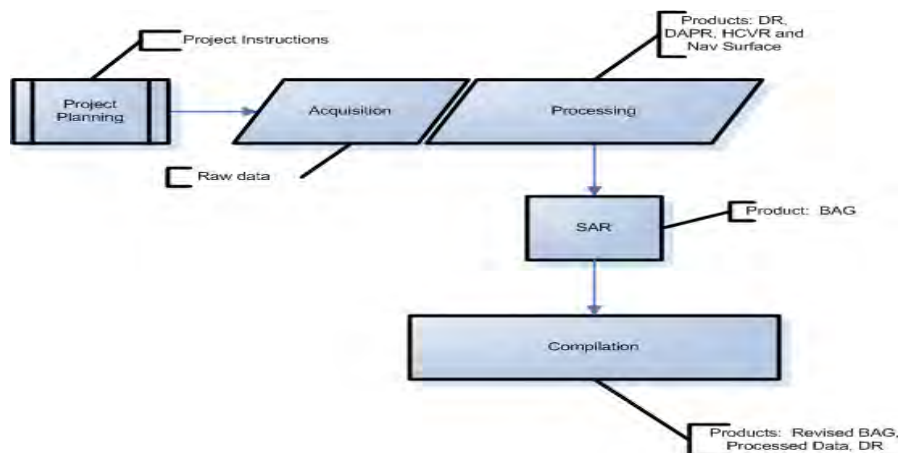 Products: DR,
DAPR, HCVR and
Nav Surface
Project Instructions
Project
Planning
Acquisition
Processing
Raw data
SAR
Product: BAG
Compilation
Products: Revised BAG,
Processed Data, DR